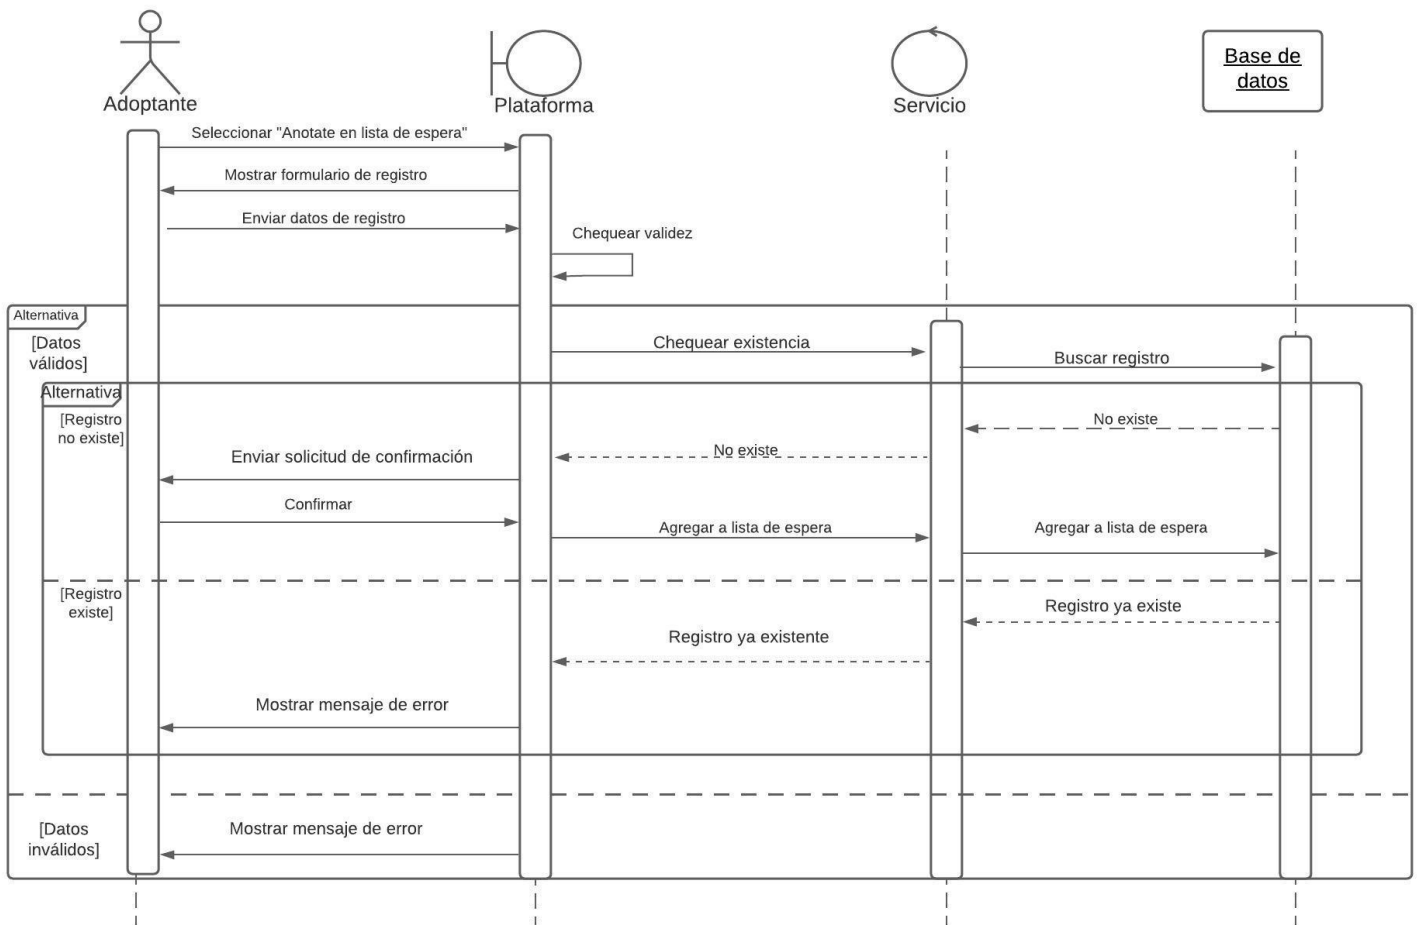 Adoptante
Plataforma
Servicio
Base de
datos
Seleccionar "Anotate en lista de espera"
Mostrar formulario de registro
Enviar datos de registro
Chequear validez
Alternativa
[Datos
válidos]
Chequear existencia
Buscar registro
Alternativa
[Registro
no existe]
No existe
No existe
Enviar solicitud de confirmación
Confirmar
Agregar a lista de espera
Agregar a lista de espera
[Registro
existe]
Registro ya existe
Registro ya existente
Mostrar mensaje de error
[Datos
inválidos]
Mostrar mensaje de error